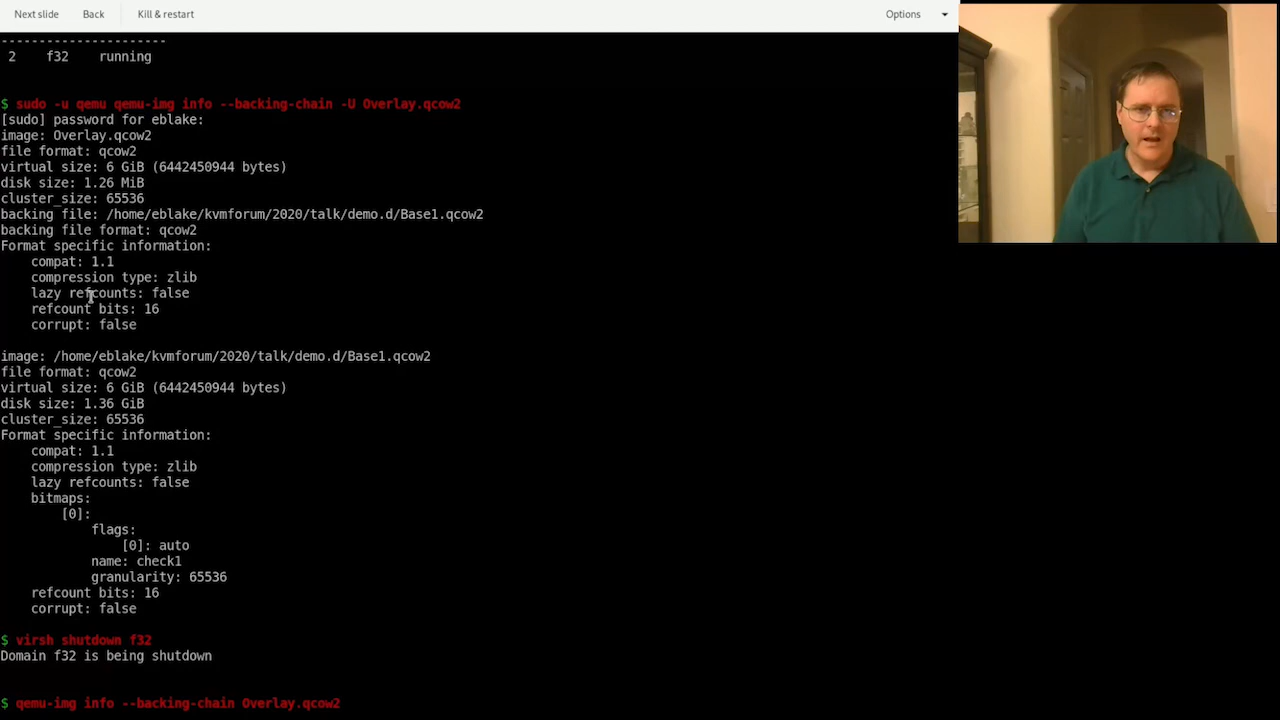 Next slide Back Kill & restart Options
----------------------
2 f32 running
$ sudo -u qemu qemu-img info --backing-chain -U Overlay.qcow2
[sudo] password for eblake:
image: Overlay.qcow2
file format: qcow2
virtual size: 6 GiB (6442450944 bytes)
disk size: 1.26 MiB
cluster_size: 65536
backing file: /home/eblake/kvmforum/2020/talk/demo.d/Base1.qcow2
backing file format: qcow2
Format specific information:
compat: 1.1
compression type: zlib
lazy refcounts: false
refcount bits: 16
corrupt: false
image: /home/eblake/kvmforum/2020/talk/demo.d/Base1.qcow2
file format: qcow2
virtual size: 6 GiB (6442450944 bytes)
disk size: 1.36 GiB
cluster_size: 65536
Format specific information:
compat: 1.1
compression type: zlib
lazy refcounts: false
bitmaps:
[0]:
flags:
[0]: auto
name: check1
granularity: 65536
refcount bits: 16
corrupt: false
$ virsh shutdown f32
Domain f32 is being shutdown
$ qemu-img info --backing-chain Overlay.qcow2